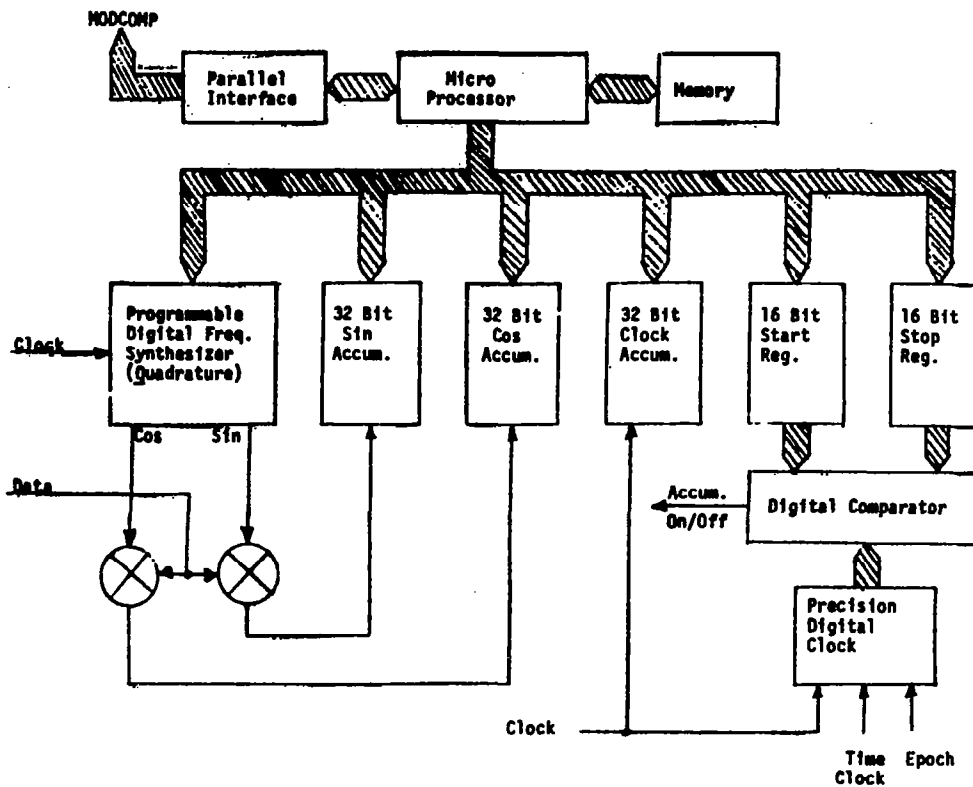 MODCOMP
Parallel
Interface
Micro
Processor
Memory
Programmable
Digital Freq.
Synthesizer
(Quadrature)
32 Bit
Sin
Accum.
32 Bit
Cos
Accum.
32 Bit
Clock
Accum.
16 Bit
Start
Reg.
16 Bit
Stop
Reg.
Clock
Cos
Sin
Data
Accum.
On/Off
Digital Comparator
Precision
Digital
Clock
Clock
Time
Clock
Epoch